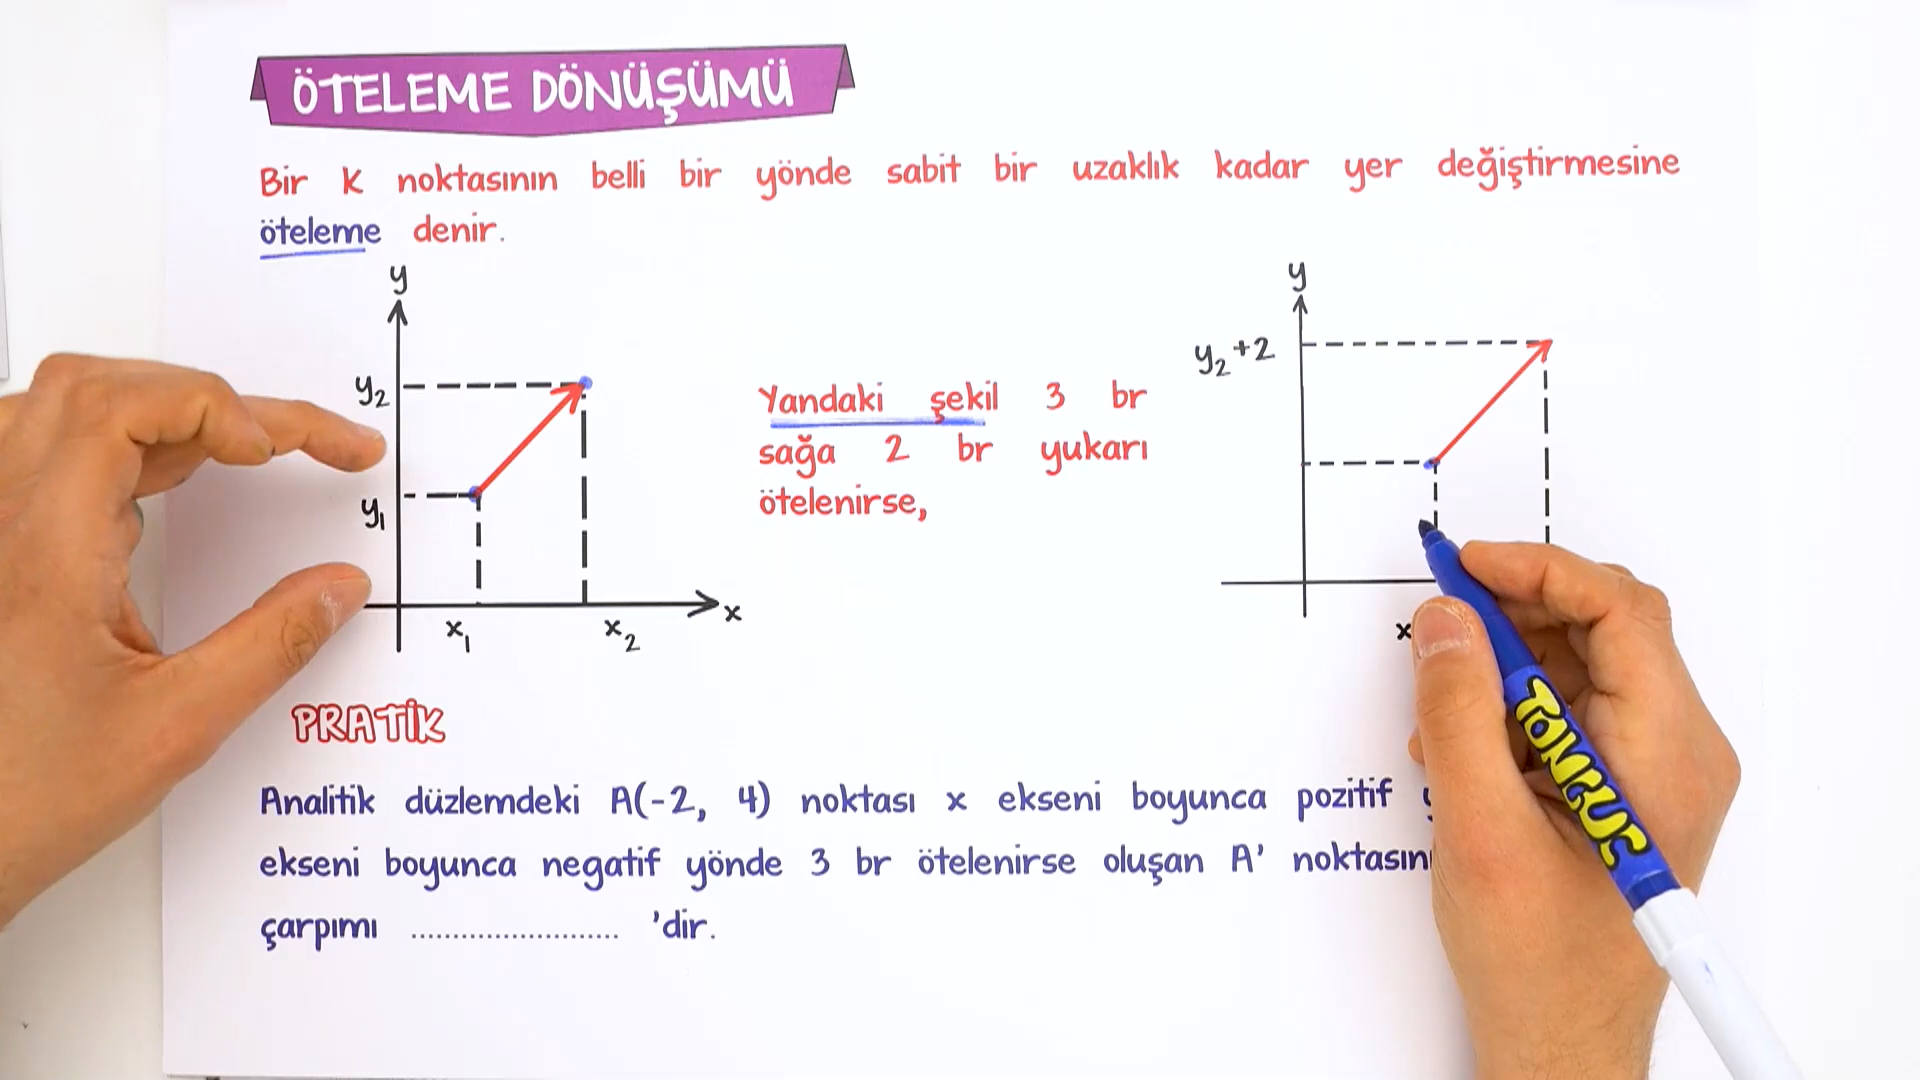 ÖTELEME DÖNÜŞÜMÜ
Bir K noktasının belli bir yönde sabit bir uzaklık kadar yer değiştirmesine
öteleme denir.
y
y₂
y₁
x₁
x₂
x
Yandaki şekil 3 br
sağa 2 br yukarı
ötelenirse,
y
y₂+2
x
PRATİK
Analitik düzlemdeki A(-2, 4) noktası x ekseni boyunca pozitif
ekseni boyunca negatif yönde 3 br ötelenirse oluşan A'
çarpımı ......................... 'dir.
TONGUÇ